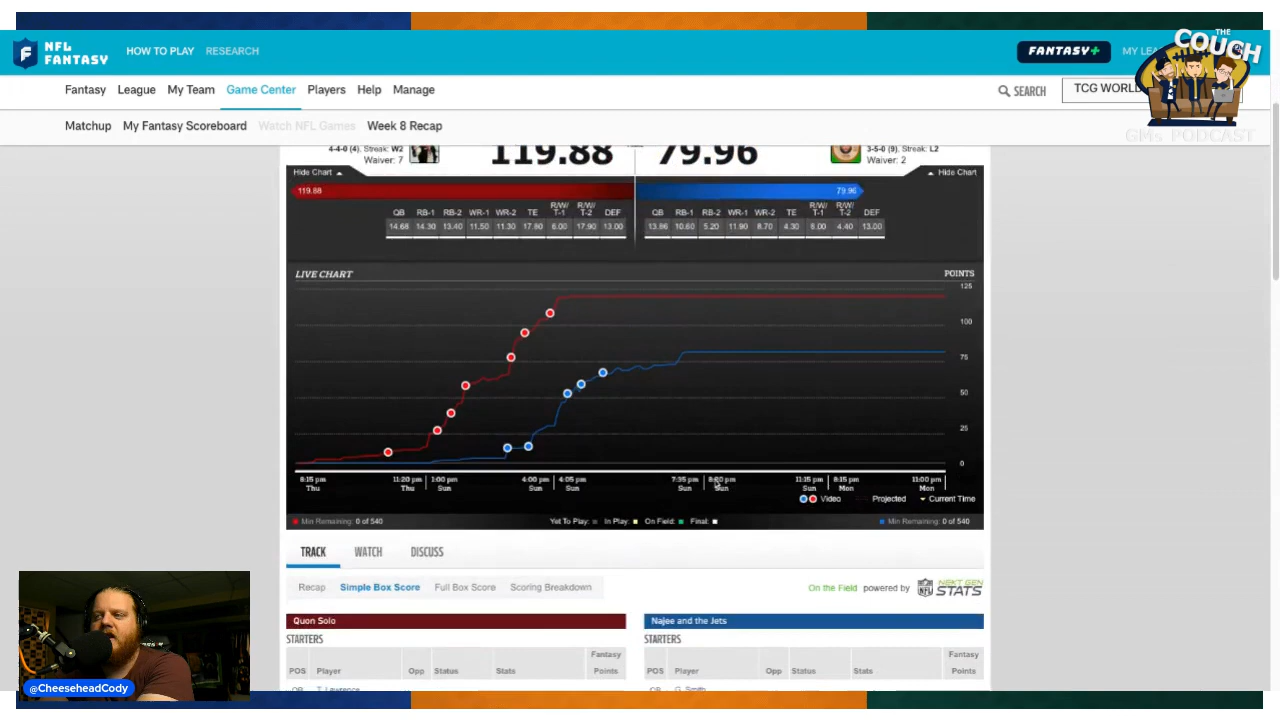 NFL
FANTASY
HOW TO PLAY
RESEARCH
FANTASY+
THE
COUCH
GMs PODCAST
Fantasy
League
My Team
Game Center
Players
Help
Manage
SEARCH
TCG WORLD
Matchup
My Fantasy Scoreboard
Watch NFL Games
Week 8 Recap
4-4-0 (4), Streak: W2
Waiver: 7
119.88
79.96
3-5-0 (9), Streak: L2
Waiver: 2
Hide Chart
Hide Chart
119.88
79.96
QB RB-1 RB-2 WR-1 WR-2 TE R/W/T-1 R/W/T-2 DEF
14.68 14.30 13.40 11.50 11.30 17.80 6.00 17.90 13.00
QB RB-1 RB-2 WR-1 WR-2 TE R/W/T-1 R/W/T-2 DEF
13.86 10.60 5.20 11.90 8.70 4.30 4.40 13.00
LIVE CHART
POINTS
125
100
75
50
25
0
8:15 pm Thu
11:20 pm Thu
1:00 pm Sun
4:00 pm Sun
4:05 pm Sun
7:35 pm Sun
8:20 pm Sun
11:15 pm Sun
8:15 pm Mon
11:00 pm Mon
Video
Projected
Current Time
Min Remaining: 0 of 540
Yet To Play:
In Play:
On Field:
Final:
Min Remaining: 0 of 540
TRACK
WATCH
DISCUSS
Recap
Simple Box Score
Full Box Score
Scoring Breakdown
On the Field powered by
NFL
NEXT GEN
STATS
Quon Solo
Najee and the Jets
STARTERS
STARTERS
POS Player Opp Status Stats Fantasy Points
POS Player Opp Status Stats Fantasy Points
QB T. Lawrence
QB G. Smith
@CheeseheadCody